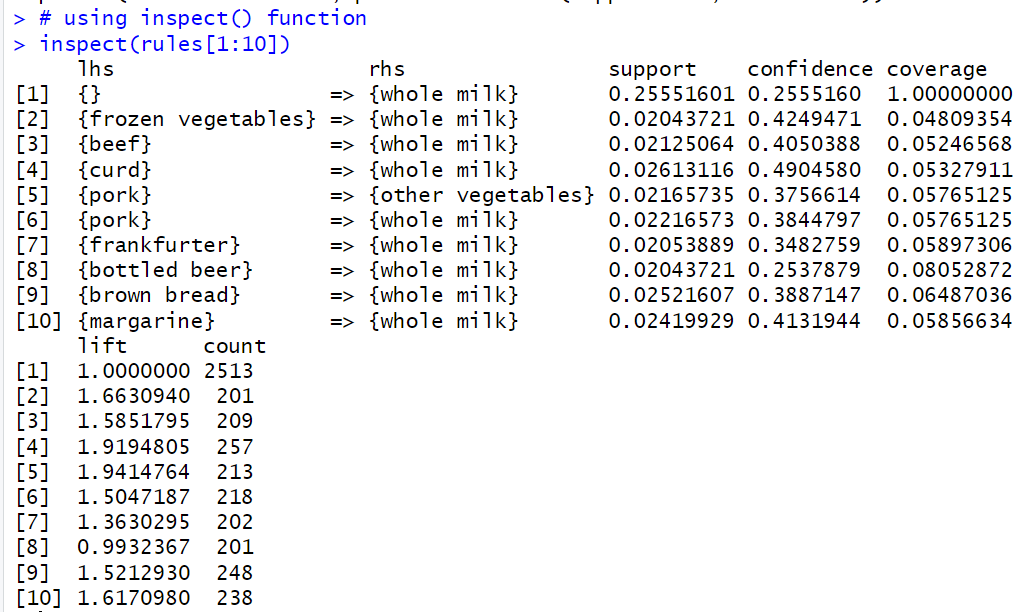 > # using inspect() function
> inspect(rules[1:10])
lhs rhs support confidence coverage
[1] {} => {whole milk} 0.25551601 0.2555160 1.00000000
[2] {frozen vegetables} => {whole milk} 0.02043721 0.4249471 0.04809354
[3] {beef} => {whole milk} 0.02125064 0.4050388 0.05246568
[4] {curd} => {whole milk} 0.02613116 0.4904580 0.05327911
[5] {pork} => {other vegetables} 0.02165735 0.3756614 0.05765125
[6] {pork} => {whole milk} 0.02216573 0.3844797 0.05765125
[7] {frankfurter} => {whole milk} 0.02053889 0.3482759 0.05897306
[8] {bottled beer} => {whole milk} 0.02043721 0.2537879 0.08052872
[9] {brown bread} => {whole milk} 0.02521607 0.3887147 0.06487036
[10] {margarine} => {whole milk} 0.02419929 0.4131944 0.05856634
lift count
[1] 1.0000000 2513
[2] 1.6630940 201
[3] 1.5851795 209
[4] 1.9194805 257
[5] 1.9414764 213
[6] 1.5047187 218
[7] 1.3630295 202
[8] 0.9932367 201
[9] 1.5212930 248
[10] 1.6170980 238